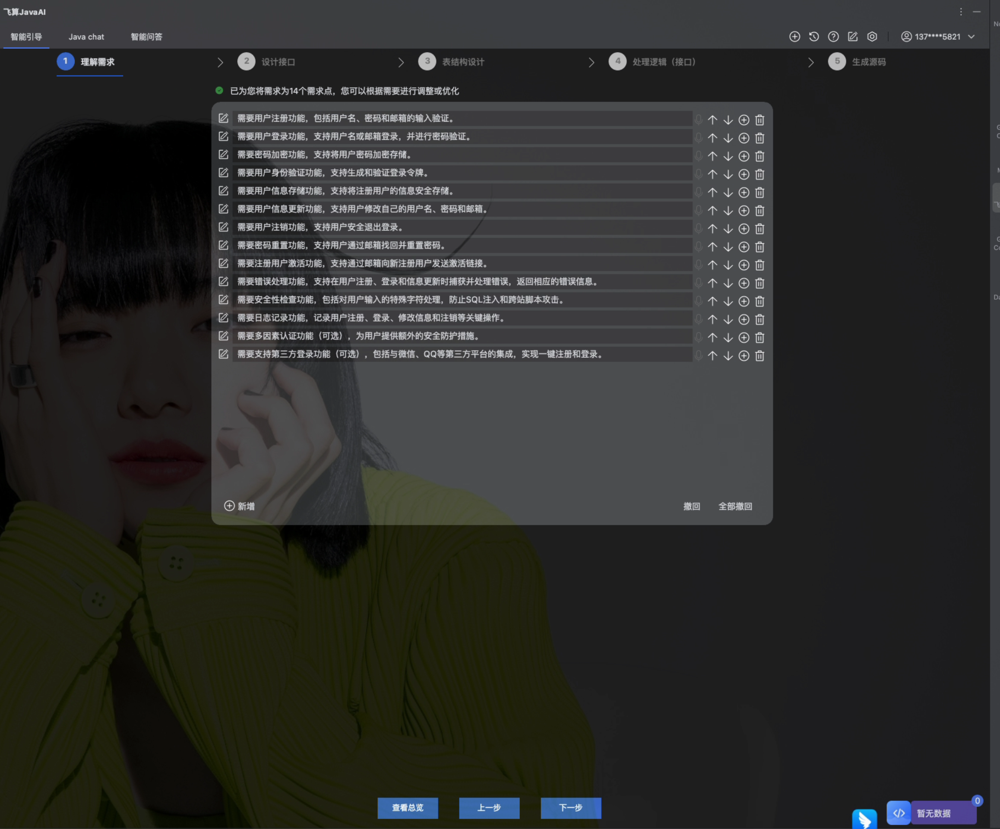 飞算JavaAI
智能引导 Java chat 智能问答 137****5821
1 理解需求 2 设计接口 3 表结构设计 4 处理逻辑（接口） 5 生成源码
已为您将需求为14个需求点，您可以根据需要进行调整或优化
需要用户注册功能，包括用户名、密码和邮箱的输入验证。
需要用户登录功能，支持用户名或邮箱登录，并进行密码验证。
需要密码加密功能，支持将用户密码加密存储。
需要用户身份验证功能，支持生成和验证登录令牌。
需要用户信息存储功能，支持将注册用户的信息安全存储。
需要用户信息更新功能，支持用户修改自己的用户名、密码和邮箱。
需要用户注销功能，支持用户安全退出登录。
需要密码重置功能，支持用户通过邮箱找回并重置密码。
需要注册用户激活功能，支持通过邮箱向新注册用户发送激活链接。
需要错误处理功能，支持在用户注册、登录和信息更新时捕获并处理错误，返回相应的错误信息。
需要安全性检查功能，包括对用户输入的特殊字符处理，防止SQL注入和跨站脚本攻击。
需要日志记录功能，记录用户注册、登录、修改信息和注销等关键操作。
需要多因素认证功能（可选），为用户提供额外的安全防护措施。
需要支持第三方登录功能（可选），包括与微信、QQ等第三方平台的集成，实现一键注册和登录。
新增 撤回 全部撤回
查看总览 上一步 下一步
0
暂无数据